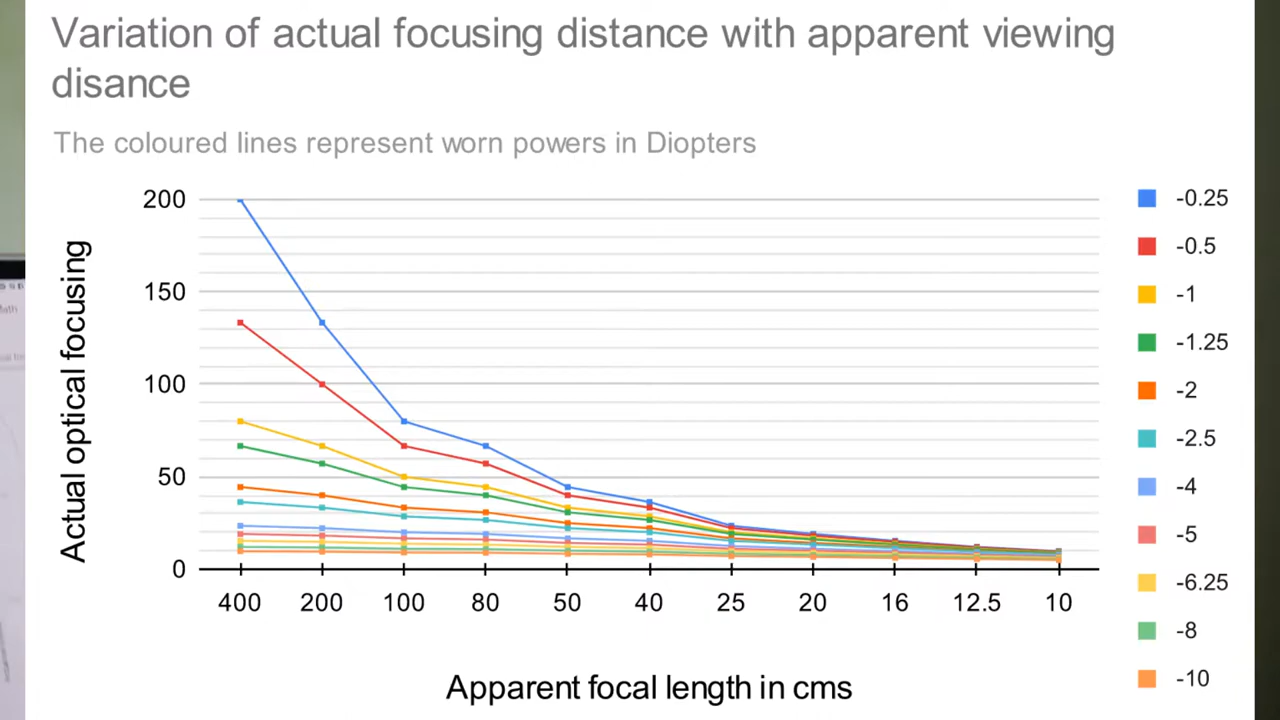 Variation of actual focusing distance with apparent viewing
disance
The coloured lines represent worn powers in Diopters
Actual optical focusing
200
150
100
50
0
400 200 100 80 50 40 25 20 16 12.5 10
Apparent focal length in cms
-0.25
-0.5
-1
-1.25
-2
-2.5
-4
-5
-6.25
-8
-10